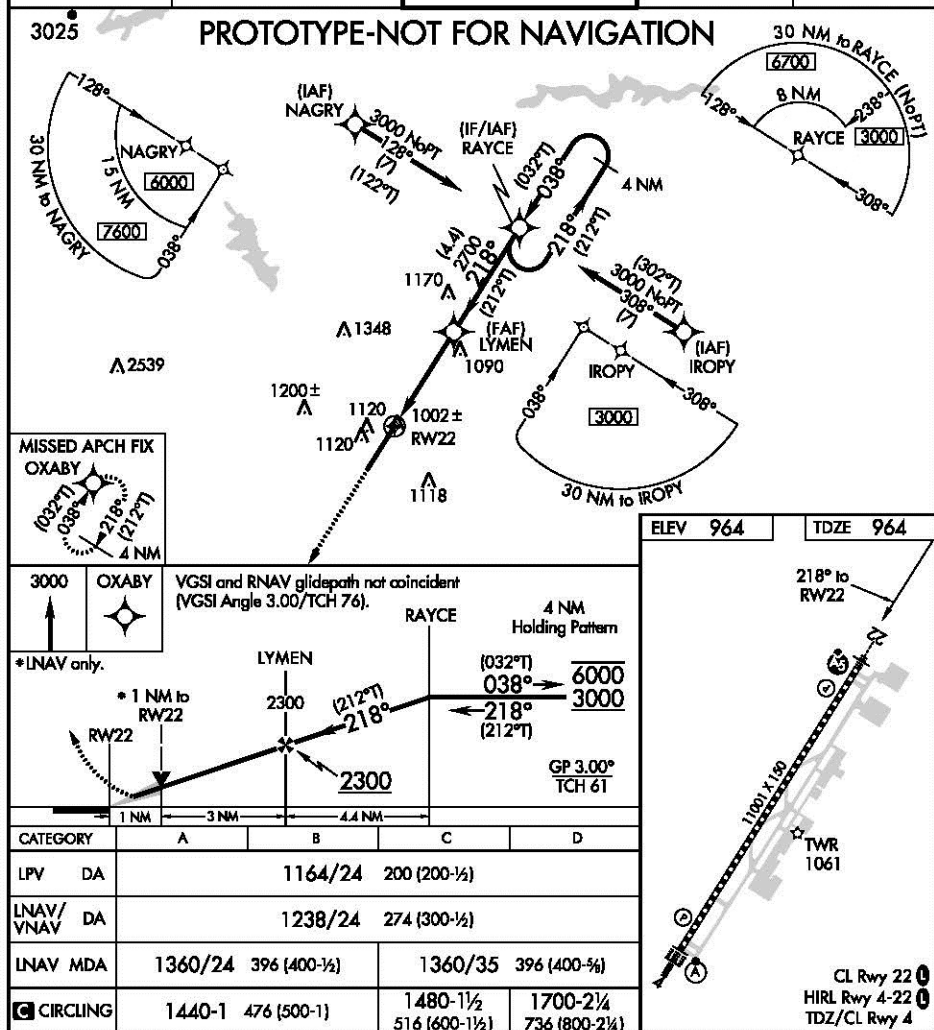 3025
PROTOTYPE-NOT FOR NAVIGATION
30 NM to RAYCE (NoPT)
6700
8 NM
128°
238°
RAYCE
3000
308°
128°
NAGRY
6000
15 NM
7600
30 NM to NAGRY
038°
(IAF)
NAGRY
3000 NoPT
128°
(7)
(122°T)
(IF/IAF)
RAYCE
(032°T)
038°
4 NM
218°
(212°T)
(4.4)
2700
218°
(212°T)
1170
1348
2539
(FAF)
LYMEN
1090
(302°T)
3000 NoPT
308°
(7)
(IAF)
IROPY
IROPY
038°
308°
3000
30 NM to IROPY
1200±
1120
1120
1002±
RW22
1118
MISSED APCH FIX
OXABY
(032°T)
038°
218°
(212°T)
4 NM
3000
OXABY
VGSI and RNAV glidepath not coincident
(VGSI Angle 3.00/TCH 76).
*LNAV only.
RAYCE
4 NM
Holding Pattern
LYMEN
2300
(212°T)
218°
(032°T)
038°
6000
3000
218°
(212°T)
* 1 NM to
RW22
RW22
2300
GP 3.00°
TCH 61
1 NM
3 NM
4.4 NM
CATEGORY A B C D
LPV DA 1164/24 200 (200-½)
LNAV/VNAV DA 1238/24 274 (300-½)
LNAV MDA 1360/24 396 (400-½) 1360/35 396 (400-⅝)
C CIRCLING 1440-1 476 (500-1) 1480-1½ 516 (600-1½) 1700-2¼ 736 (800-2¼)
ELEV 964
TDZE 964
218° to
RW22
22
A
P
11001 X 150
TWR
1061
P
A
CL Rwy 22 L
HIRL Rwy 4-22 L
TDZ/CL Rwy 4